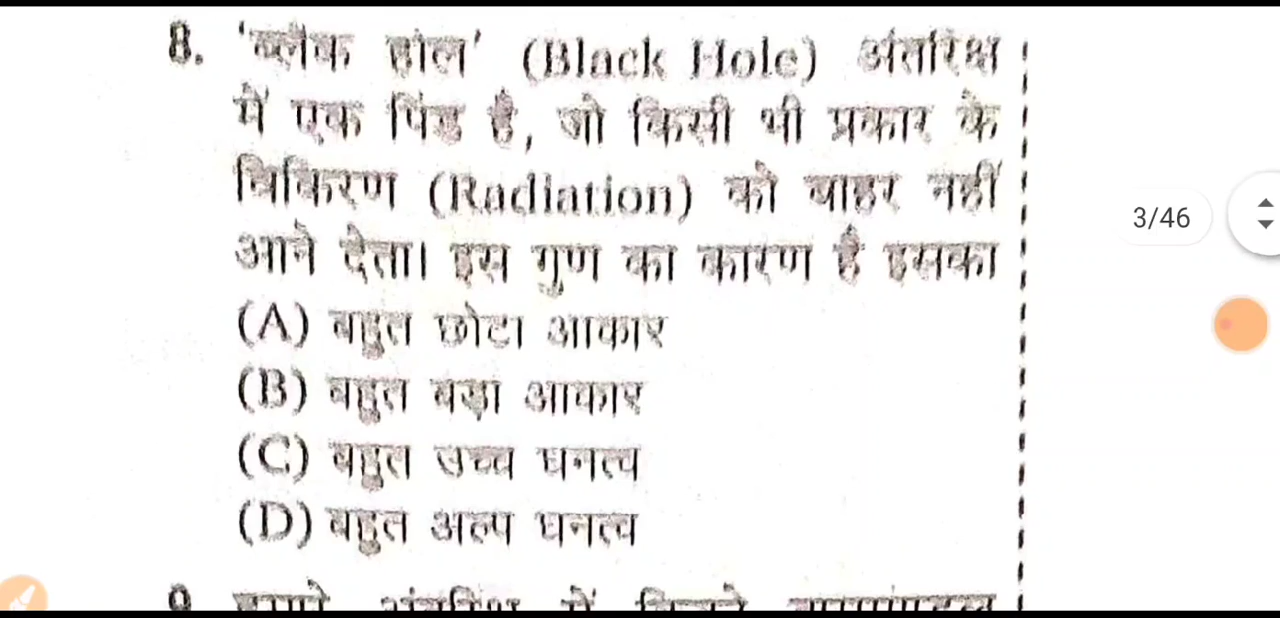 8. 'ब्लैक होल' (Black Hole) अंतरिक्ष
में एक पिंड है, जो किसी भी प्रकार के
विकिरण (Radiation) को बाहर नहीं
आने देता। इस गुण का कारण है इसका
(A) बहुत छोटा आकार
(B) बहुत बड़ा आकार
(C) बहुत उच्च घनत्व
(D) बहुत अल्प घनत्व
3/46
9. में